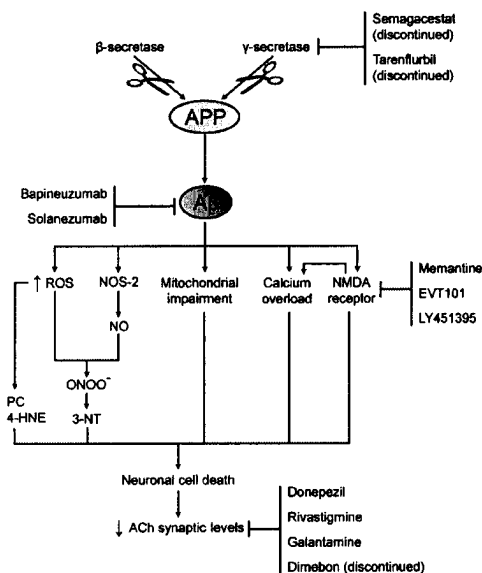 Semagacestat
(discontinued)
Tarenflurbil
(discontinued)
β-secretase
γ-secretase
APP
Aβ
Bapineuzumab
Solanezumab
↑ ROS
NOS-2
Mitochondrial
impairment
Calcium
overload
NMDA
receptor
Memantine
EVT101
LY451395
NO
ONOO⁻
PC
4-HNE
3-NT
Neuronal cell death
↓ ACh synaptic levels
Donepezil
Rivastigmine
Galantamine
Dimebon (discontinued)